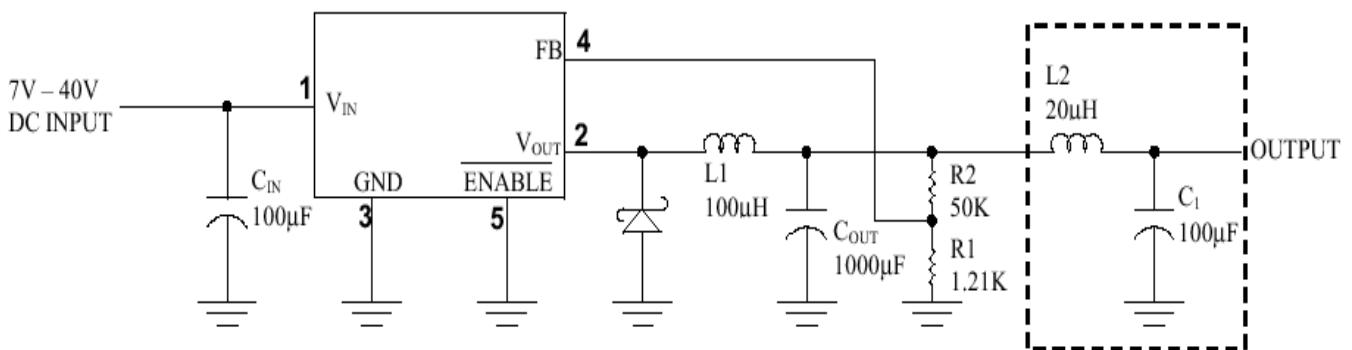 7V – 40V
DC INPUT
1
V_IN
FB
4
V_OUT
2
GND
ENABLE
3
5
C_IN
100µF
L1
100µH
C_OUT
1000µF
R2
50K
R1
1.21K
L2
20µH
C_1
100µF
OUTPUT